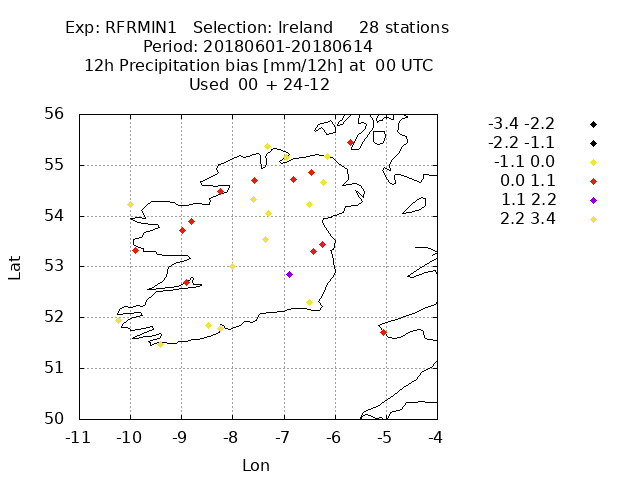 Exp: RFRMIN1 Selection: Ireland 28 stations
Period: 20180601-20180614
12h Precipitation bias [mm/12h] at 00 UTC
Used 00 + 24-12
-3.4 -2.2
-2.2 -1.1
-1.1 0.0
0.0 1.1
1.1 2.2
2.2 3.4
56
55
54
53
52
51
50
Lat
-11 -10 -9 -8 -7 -6 -5 -4
Lon